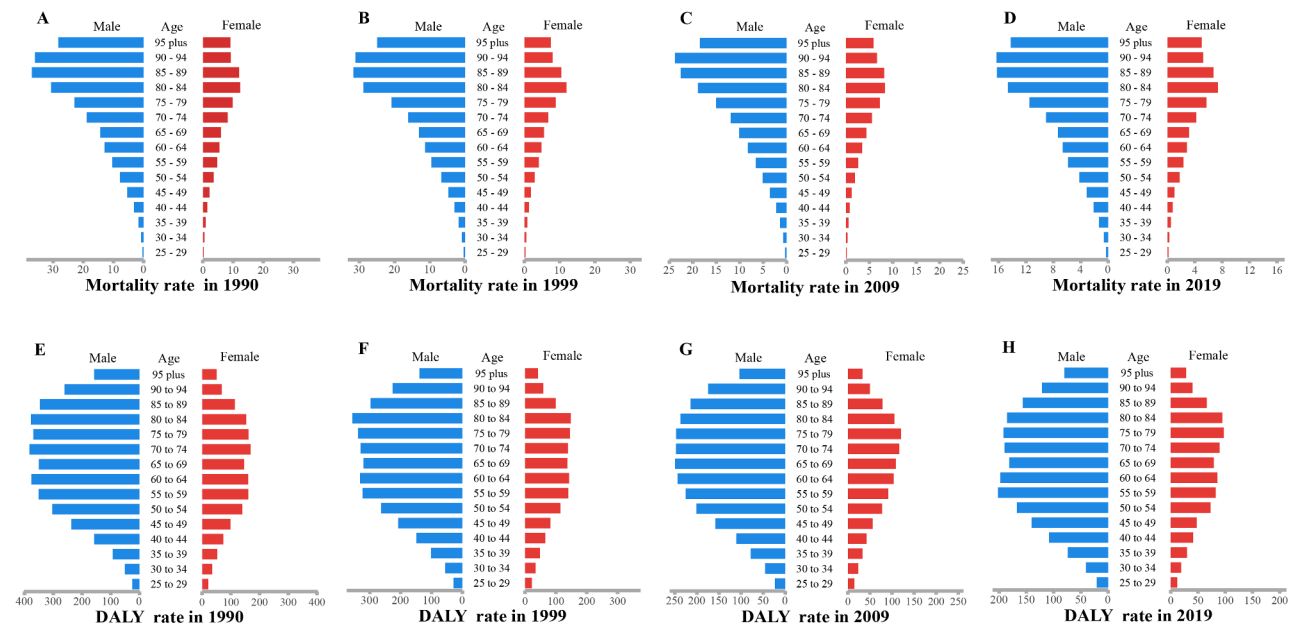 A Male Age Female
95 plus
90 - 94
85 - 89
80 - 84
75 - 79
70 - 74
65 - 69
60 - 64
55 - 59
50 - 54
45 - 49
40 - 44
35 - 39
30 - 34
25 - 29
30 20 10 0 0 10 20 30
Mortality rate in 1990
B Male Age Female
95 plus
90 - 94
85 - 89
80 - 84
75 - 79
70 - 74
65 - 69
60 - 64
55 - 59
50 - 54
45 - 49
40 - 44
35 - 39
30 - 34
25 - 29
30 20 10 0 0 10 20 30
Mortality rate in 1999
C Male Age Female
95 plus
90 - 94
85 - 89
80 - 84
75 - 79
70 - 74
65 - 69
60 - 64
55 - 59
50 - 54
45 - 49
40 - 44
35 - 39
30 - 34
25 - 29
25 20 15 10 5 0 0 5 10 15 20 25
Mortality rate in 2009
D Male Age Female
95 plus
90 - 94
85 - 89
80 - 84
75 - 79
70 - 74
65 - 69
60 - 64
55 - 59
50 - 54
45 - 49
40 - 44
35 - 39
30 - 34
25 - 29
16 12 8 4 0 0 4 8 12 16
Mortality rate in 2019
E Male Age Female
95 plus
90 to 94
85 to 89
80 to 84
75 to 79
70 to 74
65 to 69
60 to 64
55 to 59
50 to 54
45 to 49
40 to 44
35 to 39
30 to 34
25 to 29
400 300 200 100 0 0 100 200 300 400
DALY rate in 1990
F Male Age Female
95 plus
90 to 94
85 to 89
80 to 84
75 to 79
70 to 74
65 to 69
60 to 64
55 to 59
50 to 54
45 to 49
40 to 44
35 to 39
30 to 34
25 to 29
300 200 100 0 0 100 200 300
DALY rate in 1999
G Male Age Female
95 plus
90 to 94
85 to 89
80 to 84
75 to 79
70 to 74
65 to 69
60 to 64
55 to 59
50 to 54
45 to 49
40 to 44
35 to 39
30 to 34
25 to 29
250 200 150 100 50 0 0 50 100 150 200 250
DALY rate in 2009
H Male Age Female
95 plus
90 to 94
85 to 89
80 to 84
75 to 79
70 to 74
65 to 69
60 to 64
55 to 59
50 to 54
45 to 49
40 to 44
35 to 39
30 to 34
25 to 29
200 150 100 50 0 0 50 100 150 200
DALY rate in 2019